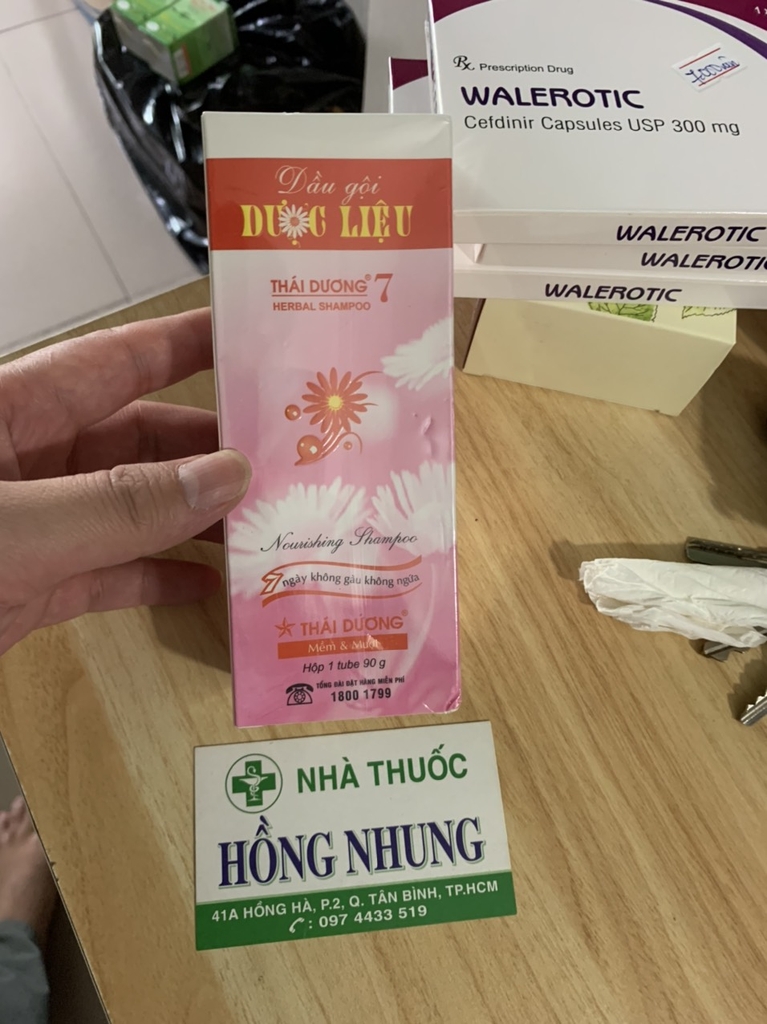 Rx Prescription Drug
WALEROTIC
Cefdinir Capsules USP 300 mg
WALEROTIC
WALEROTIC
WALEROTIC
Dầu gội
DƯỢC LIỆU
THÁI DƯƠNG® 7
HERBAL SHAMPOO
Nourishing Shampoo
7 ngày không gàu không ngứa
THÁI DƯƠNG®
Mềm & Mượt
Hộp 1 tube 90 g
TỔNG ĐÀI ĐẶT HÀNG MIỄN PHÍ
1800 1799
NHÀ THUỐC
HỒNG NHUNG
41A HỒNG HÀ, P.2, Q. TÂN BÌNH, TP.HCM
: 097 4433 519